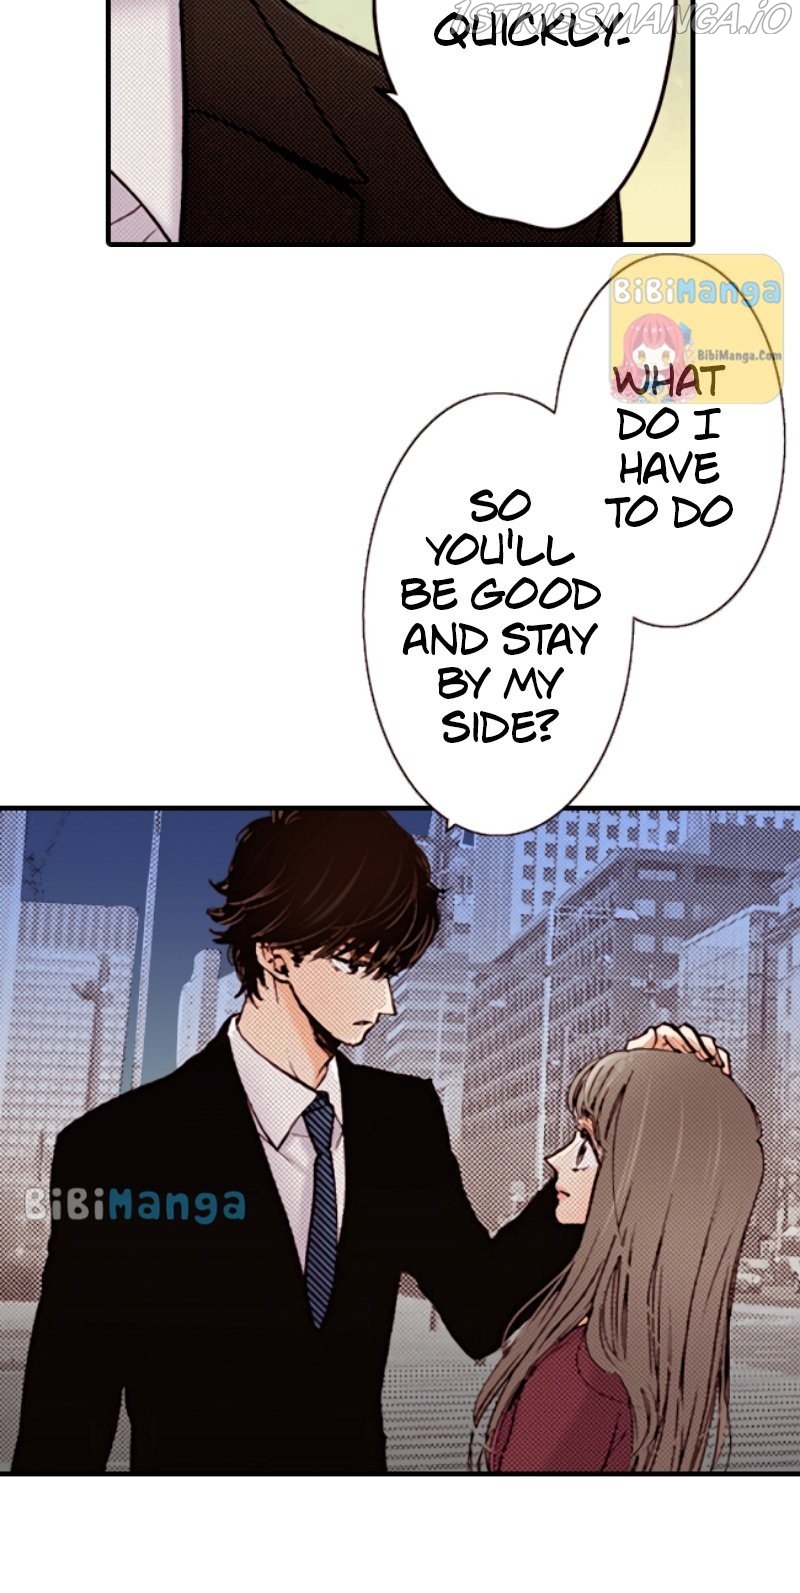 1STKISSMANGA.IO
QUICKLY.
BiBiManga
BibiManga.Com
WHAT
DO I
HAVE
TO DO
SO
YOU'LL
BE GOOD
AND STAY
BY MY
SIDE?
BiBiManga